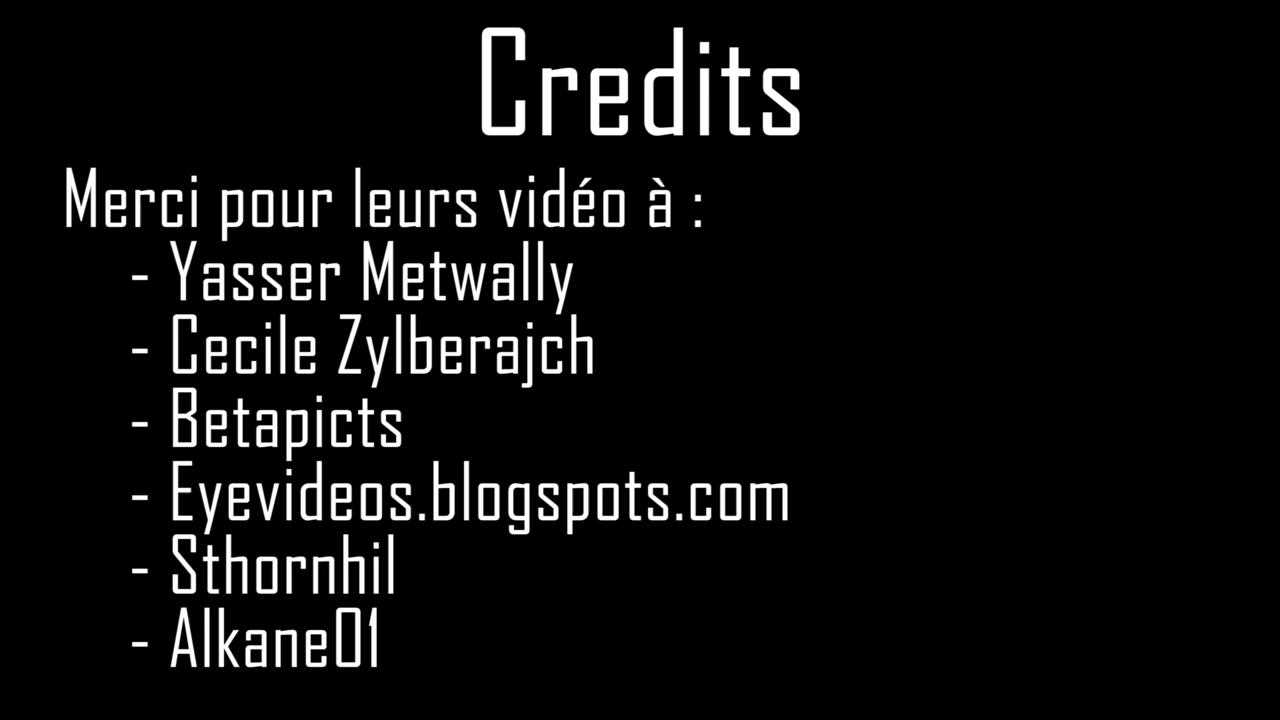 Credits
Merci pour leurs vidéo à :
- Yasser Metwally
- Cecile Zylberajch
- Betapicts
- Eyevideos.blogspots.com
- Sthornhil
- Alkane01